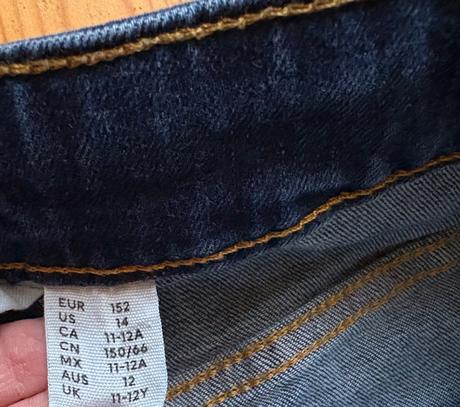 EUR 152
US 14
CA 11-12A
CN 150/66
MX 11-12A
AUS 12
UK 11-12Y